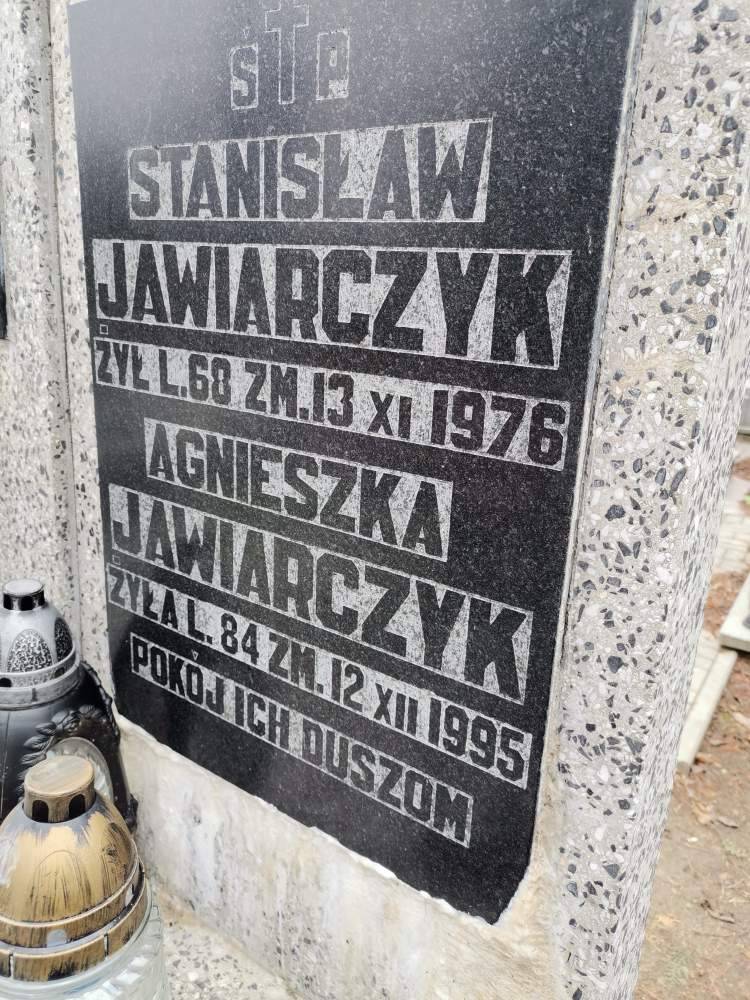 Ś P
STANISŁAW
JAWIARCZYK
ŻYŁ L.68 ZM.13 XI 1976
AGNIESZKA
JAWIARCZYK
ŻYŁA L. 84 ZM.12 XII 1995
POKÓJ ICH DUSZOM